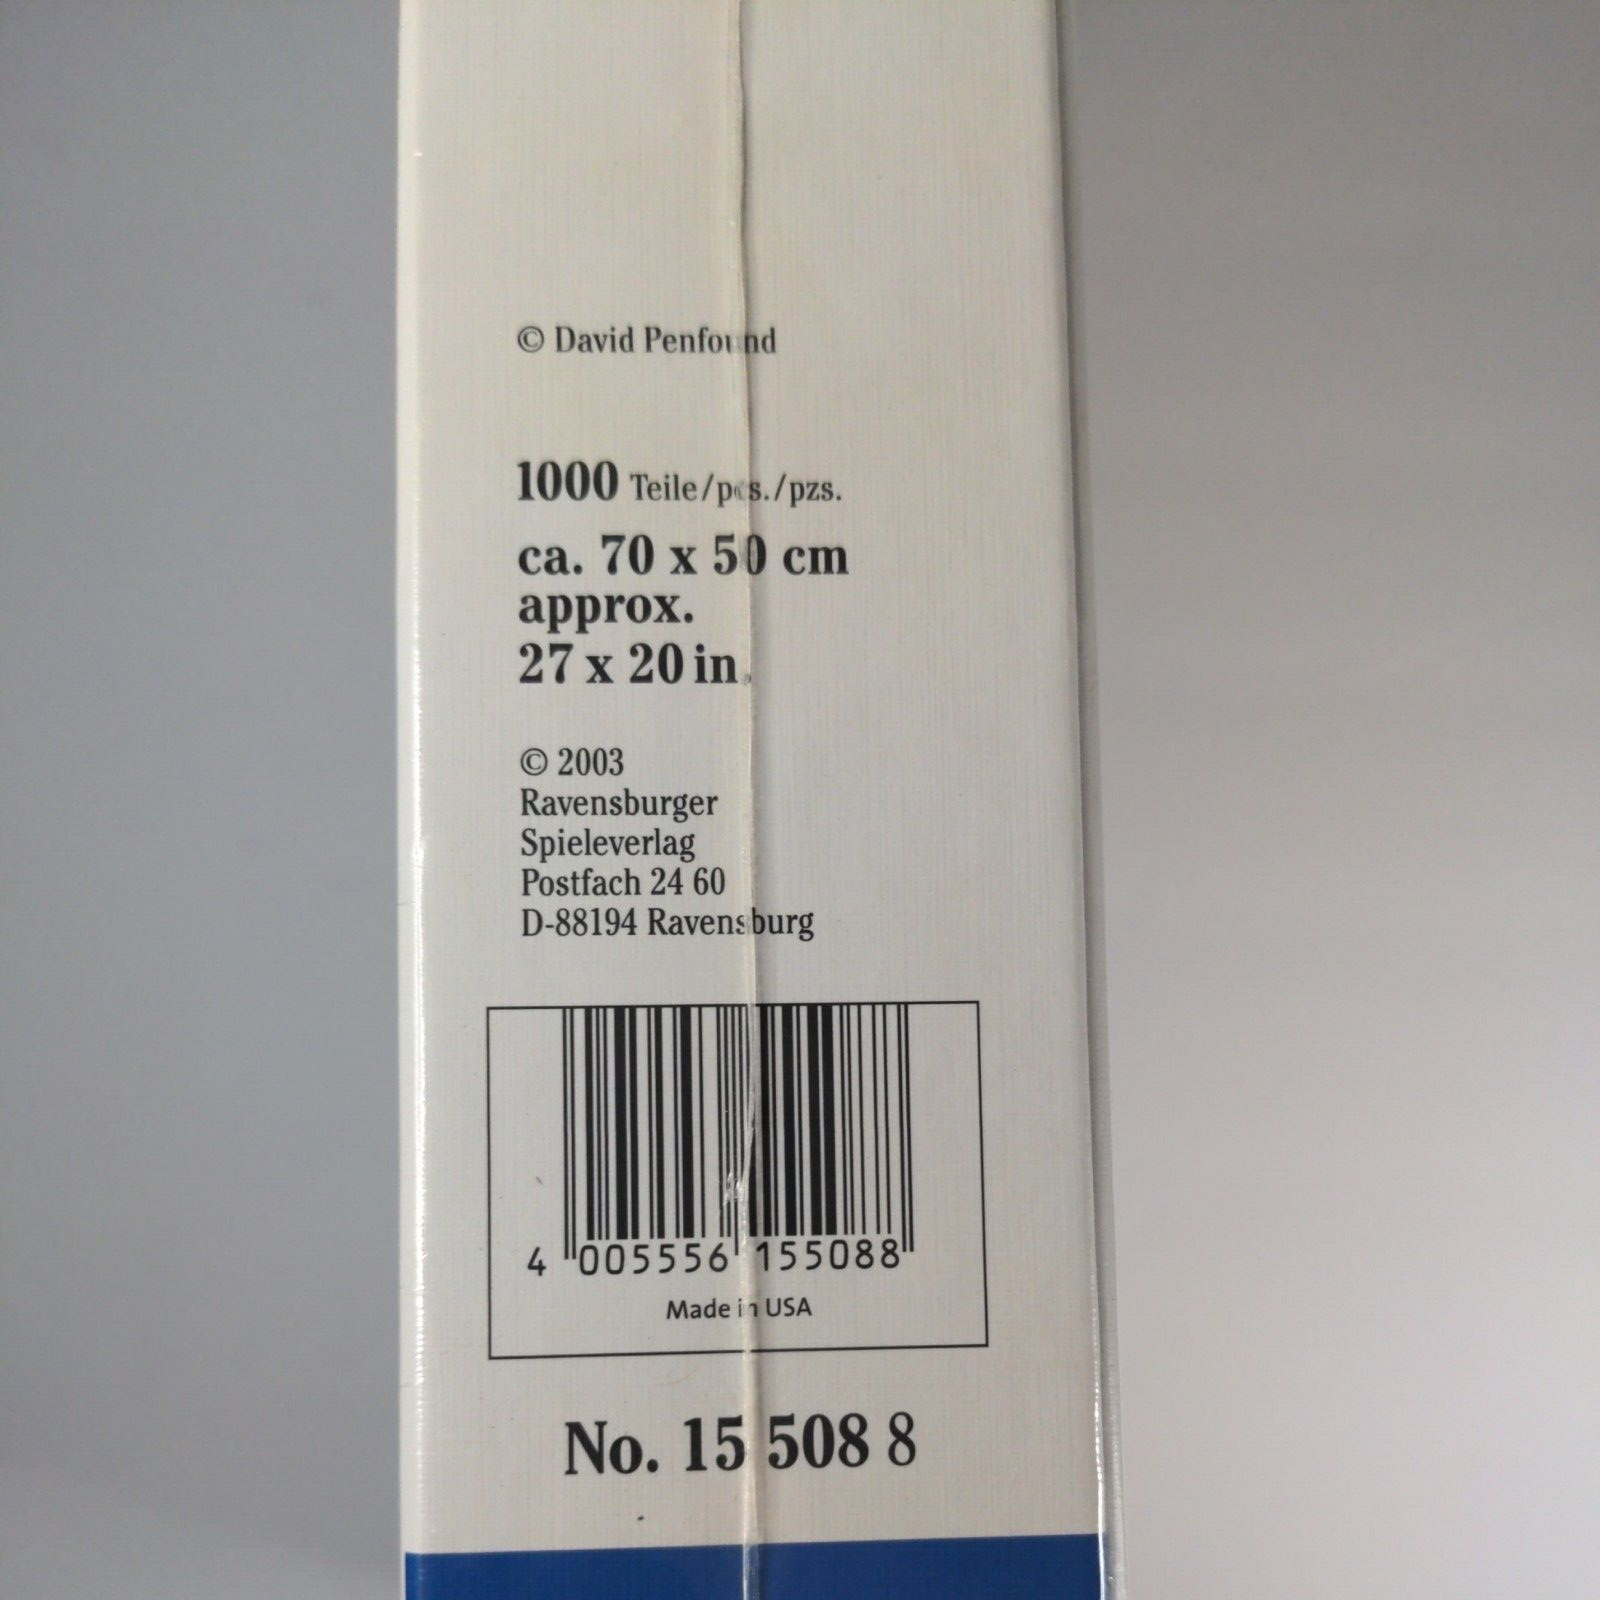 © David Penfound
1000 Teile/pcs./pzs.
ca. 70 x 50 cm
approx.
27 x 20 in.
© 2003
Ravensburger
Spieleverlag
Postfach 24 60
D-88194 Ravensburg
4 005556 155088
Made in USA
No. 15 508 8